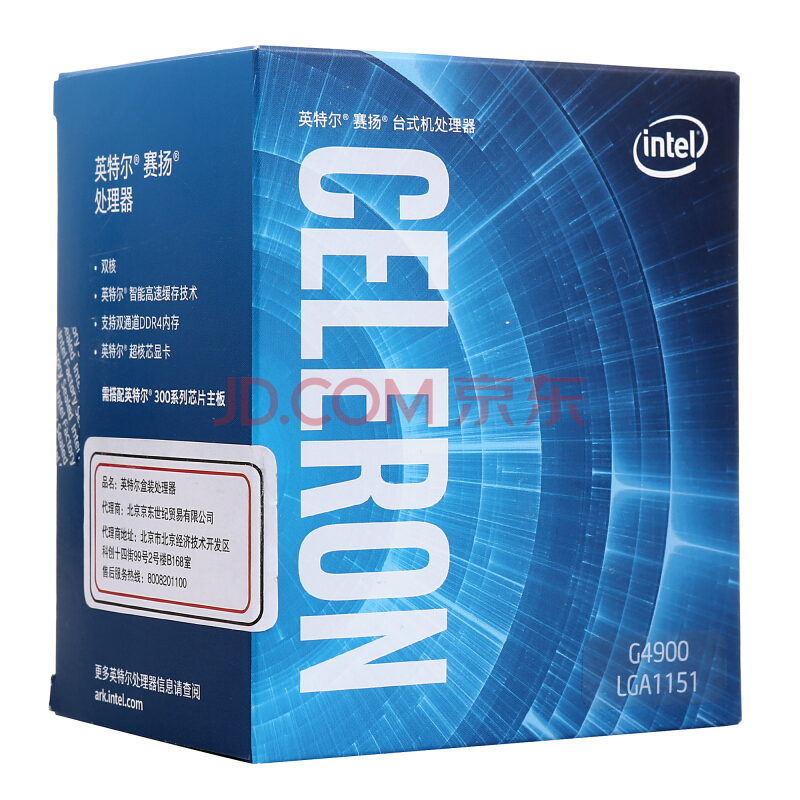 英特尔® 赛扬®
处理器
• 双核
• 英特尔® 智能高速缓存技术
• 支持双通道DDR4内存
• 英特尔® 超核芯显卡
需搭配英特尔® 300系列芯片主板
品名：英特尔盒装处理器
代理商：北京京东世纪贸易有限公司
代理商地址：北京市北京经济技术开发区
科创十四街99号2号楼B168室
售后服务热线：8008201100
更多英特尔处理器信息请查阅
ark.intel.com
英特尔® 赛扬® 台式机处理器
intel
CELERON
JD.COM 京东
G4900
LGA1151